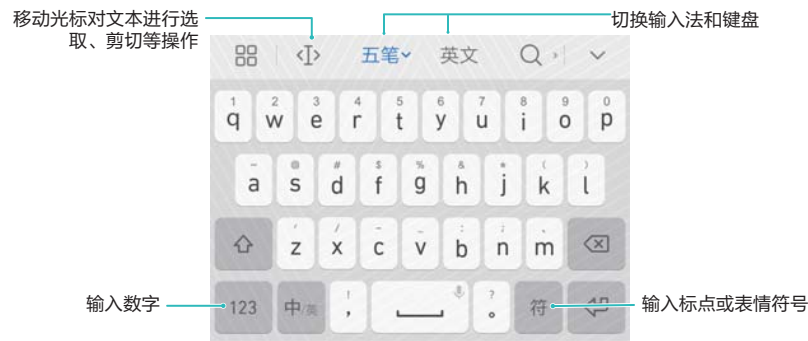 移动光标对文本进行选
取、剪切等操作
切换输入法和键盘
五笔 英文
1 2 3 4 5 6 7 8 9 0
q w e r t y u i o p
~ @ # $ % & * ( )
a s d f g h j k l
' / - _ : ; 、
z x c v b n m
输入数字
123 中/英 ! , ? 。 符
输入标点或表情符号